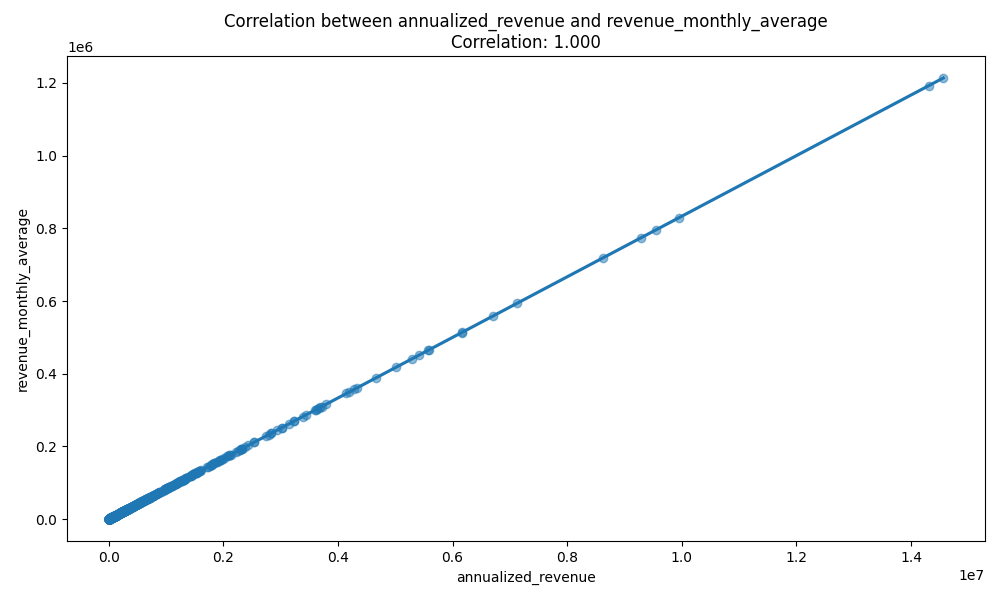 Correlation between annualized_revenue and revenue_monthly_average
Correlation: 1.000
1e6
1.2
1.0
0.8
0.6
0.4
0.2
0.0
revenue_monthly_average
0.0 0.2 0.4 0.6 0.8 1.0 1.2 1.4
1e7
annualized_revenue